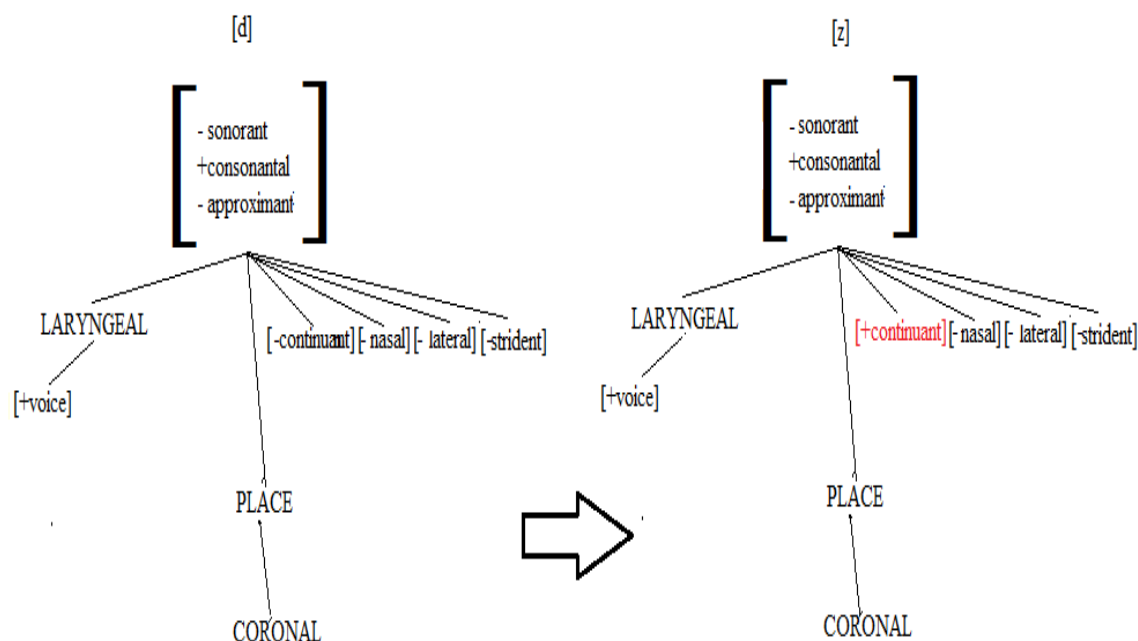 [d]
- sonorant
+consonantal
- approximant
LARYNGEAL
[-continuant] [- nasal] [- lateral] [-strident]
[+voice]
PLACE
CORONAL
[z]
- sonorant
+consonantal
- approximant
LARYNGEAL
[+continuant] [- nasal] [- lateral] [-strident]
[+voice]
PLACE
CORONAL